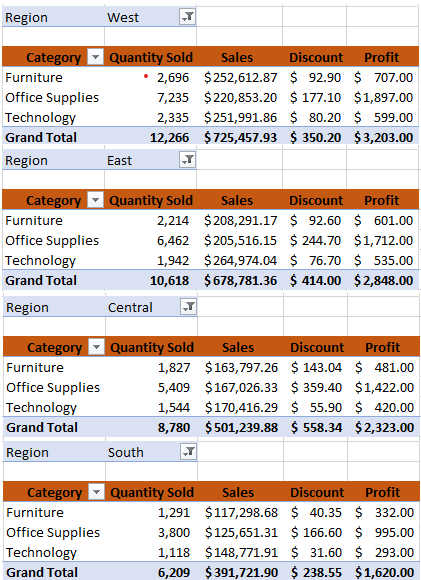 Region West
Category Quantity Sold Sales Discount Profit
Furniture 2,696 $252,612.87 $ 92.90 $ 707.00
Office Supplies 7,235 $220,853.20 $ 177.10 $1,897.00
Technology 2,335 $251,991.86 $ 80.20 $ 599.00
Grand Total 12,266 $725,457.93 $ 350.20 $3,203.00
Region East
Category Quantity Sold Sales Discount Profit
Furniture 2,214 $208,291.17 $ 92.60 $ 601.00
Office Supplies 6,462 $205,516.15 $ 244.70 $1,712.00
Technology 1,942 $264,974.04 $ 76.70 $ 535.00
Grand Total 10,618 $678,781.36 $ 414.00 $2,848.00
Region Central
Category Quantity Sold Sales Discount Profit
Furniture 1,827 $163,797.26 $ 143.04 $ 481.00
Office Supplies 5,409 $167,026.33 $ 359.40 $1,422.00
Technology 1,544 $170,416.29 $ 55.90 $ 420.00
Grand Total 8,780 $501,239.88 $ 558.34 $2,323.00
Region South
Category Quantity Sold Sales Discount Profit
Furniture 1,291 $117,298.68 $ 40.35 $ 332.00
Office Supplies 3,800 $125,651.31 $ 166.60 $ 995.00
Technology 1,118 $148,771.91 $ 31.60 $ 293.00
Grand Total 6,209 $391,721.90 $ 238.55 $1,620.00